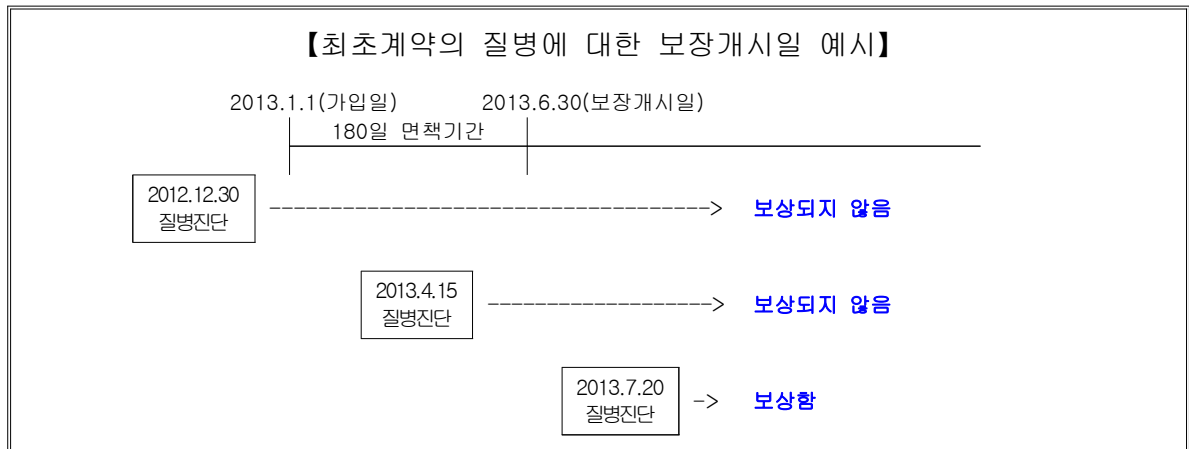 【최초계약의 질병에 대한 보장개시일 예시】
2013.1.1(가입일) 2013.6.30(보장개시일)
180일 면책기간
2012.12.30
질병진단
-----------------------------------> 보상되지 않음
2013.4.15
질병진단
-------------------> 보상되지 않음
2013.7.20
질병진단
-> 보상함